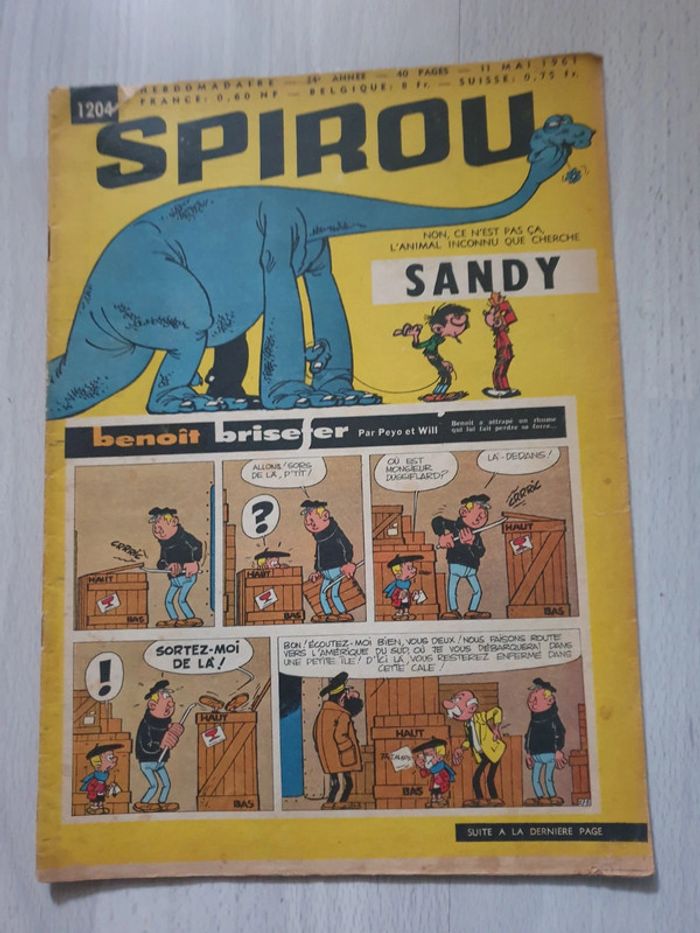 1204
HEBDOMADAIRE — 24e ANNÉE — 40 PAGES — 11 MAI 1961
FRANCE: 0,60 NF — BELGIQUE: 8 Fr. — SUISSE: 0,75 Fr.
SPIROU
NON, CE N'EST PAS ÇA,
L'ANIMAL INCONNU QUE CHERCHE
SANDY
benoît brisefer Par Peyo et Will
Benoît a attrapé un rhume
qui lui fait perdre sa force...
CRRRIC
HAUT
BAS
ALLONS! SORS
DE LÀ, P'TIT!
?
HAUT
BAS
OÙ EST
MONSIEUR
DUSSIFLARD?
LÀ-DEDANS!
CRRRIC
HAUT
BAS
!
SORTEZ-MOI
DE LÀ!
HAUT
BAS
BON! ÉCOUTEZ-MOI BIEN, VOUS DEUX! NOUS FAISONS ROUTE
VERS L'AMÉRIQUE DU SUD, OÙ JE VOUS DÉBARQUERAI DANS
UNE PETITE ÎLE! D'ICI LÀ, VOUS RESTEREZ ENFERMÉ DANS
CETTE CALE!
HAUT
BAS
SUITE A LA DERNIÈRE PAGE